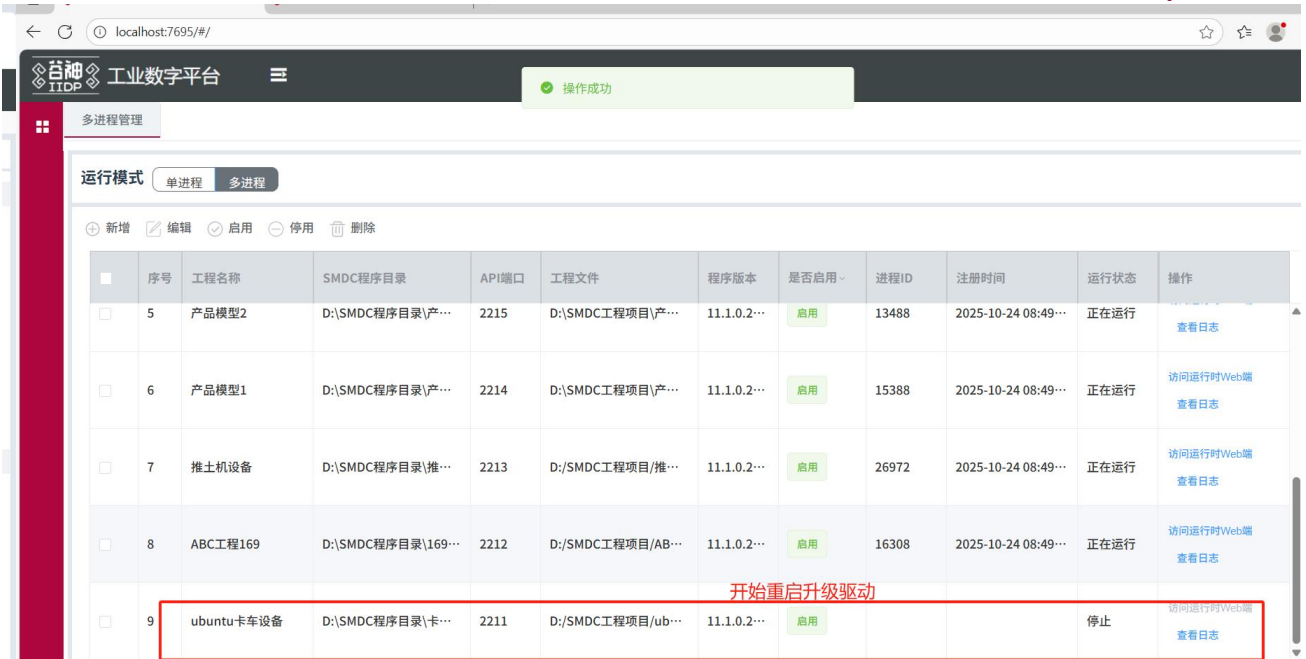 localhost:7695/#/
谷神 工业数字平台
IIDP
操作成功
多进程管理
运行模式 单进程 多进程
新增 编辑 启用 停用 删除
序号 工程名称 SMDC程序目录 API端口 工程文件 程序版本 是否启用 进程ID 注册时间 运行状态 操作
5 产品模型2 D:\SMDC程序目录\产… 2215 D:\SMDC工程项目\产… 11.1.0.2… 启用 13488 2025-10-24 08:49… 正在运行
查看日志
访问运行时Web端
6 产品模型1 D:\SMDC程序目录\产… 2214 D:\SMDC工程项目\产… 11.1.0.2… 启用 15388 2025-10-24 08:49… 正在运行
查看日志
访问运行时Web端
7 推土机设备 D:\SMDC程序目录\推… 2213 D:/SMDC工程项目/推… 11.1.0.2… 启用 26972 2025-10-24 08:49… 正在运行
查看日志
访问运行时Web端
8 ABC工程169 D:\SMDC程序目录\169… 2212 D:/SMDC工程项目/AB… 11.1.0.2… 启用 16308 2025-10-24 08:49… 正在运行
查看日志
开始重启升级驱动
访问运行时Web端
9 ubuntu卡车设备 D:\SMDC程序目录\卡… 2211 D:/SMDC工程项目/ub… 11.1.0.2… 启用 停止
查看日志